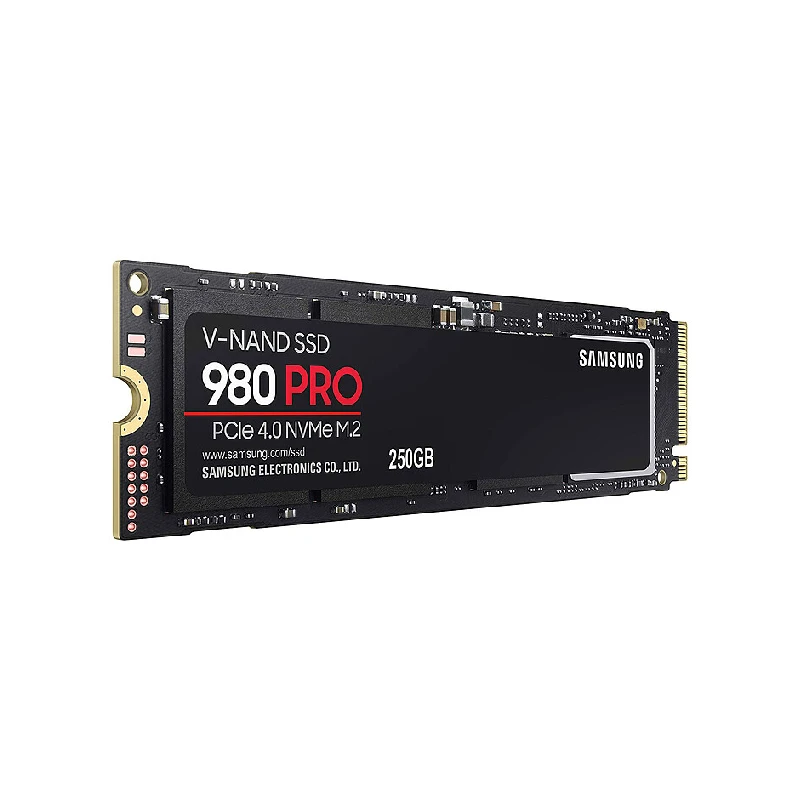 V-NAND SSD
980 PRO
PCIe 4.0 NVMe M.2
www.samsung.com/ssd
SAMSUNG ELECTRONICS CO., LTD.
250GB
SAMSUNG